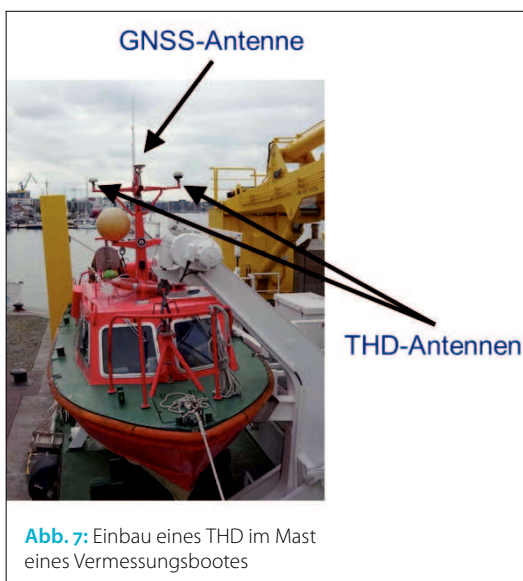 GNSS-Antenne
THD-Antennen
Abb. 7: Einbau eines THD im Mast
eines Vermessungsbootes